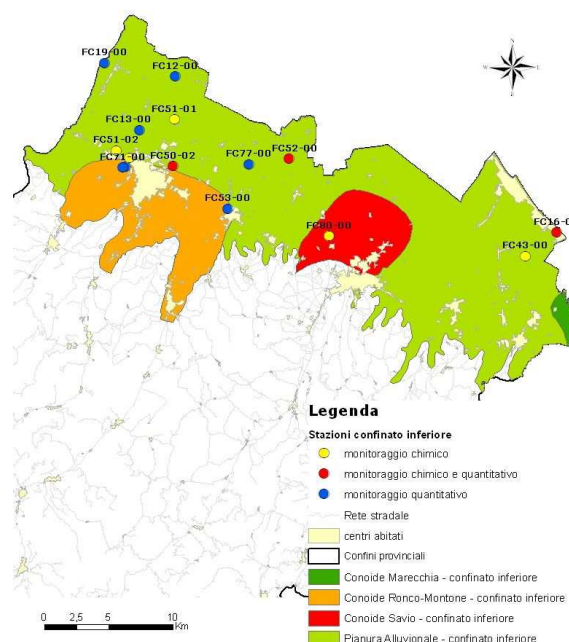 FC19-00
FC12-00
FC51-01
FC13-00
FC51-02
FC71-00
FC50-02
FC77-00
FC52-00
FC53-00
FC80-00
FC16-0
FC43-00
N
W
E
S
Legenda
Stazioni confinato inferiore
monitoraggio chimico
monitoraggio chimico e quantitativo
monitoraggio quantitativo
Rete stradale
centri abitati
Confini provinciali
Conoide Marecchia - confinato inferiore
Conoide Ronco-Montone - confinato inferiore
Conoide Savio - confinato inferiore
Pianura Alluvionale - confinato inferiore
0 2,5 5 10
Km